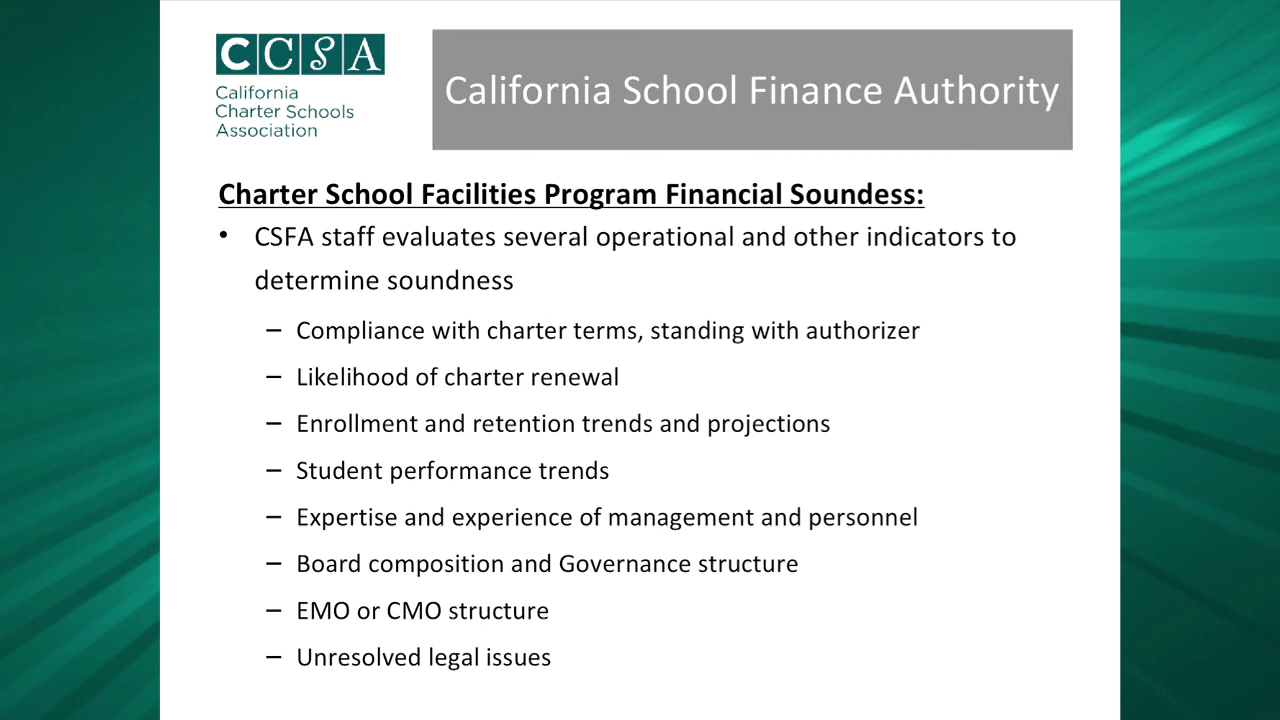 CCSA
California
Charter Schools
Association
California School Finance Authority
Charter School Facilities Program Financial Soundess:
• CSFA staff evaluates several operational and other indicators to
determine soundness
– Compliance with charter terms, standing with authorizer
– Likelihood of charter renewal
– Enrollment and retention trends and projections
– Student performance trends
– Expertise and experience of management and personnel
– Board composition and Governance structure
– EMO or CMO structure
– Unresolved legal issues